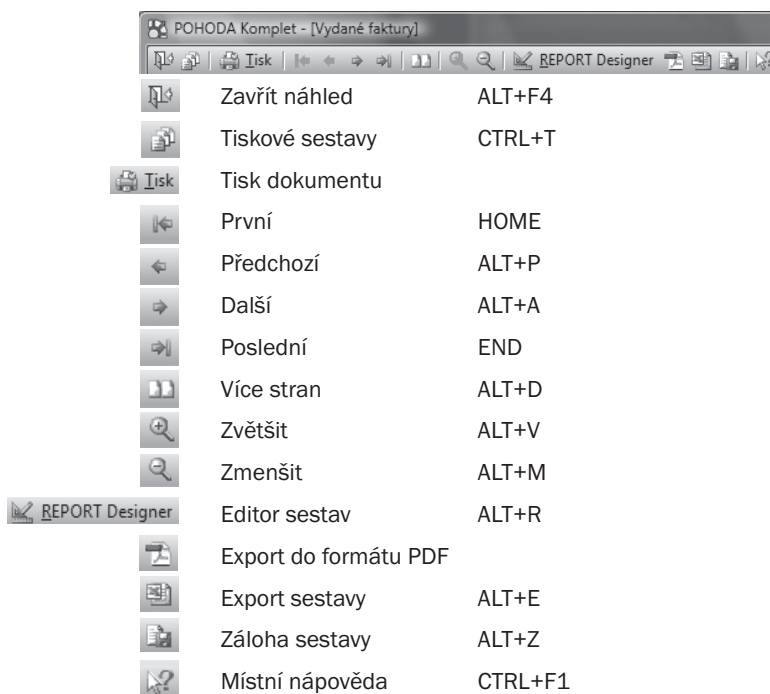 POHODA Komplet - [Vydané faktury]
Tisk REPORT Designer
Zavřít náhled ALT+F4
Tiskové sestavy CTRL+T
Tisk Tisk dokumentu
První HOME
Předchozí ALT+P
Další ALT+A
Poslední END
Více stran ALT+D
Zvětšit ALT+V
Zmenšit ALT+M
REPORT Designer Editor sestav ALT+R
Export do formátu PDF
Export sestavy ALT+E
Záloha sestavy ALT+Z
Místní nápověda CTRL+F1